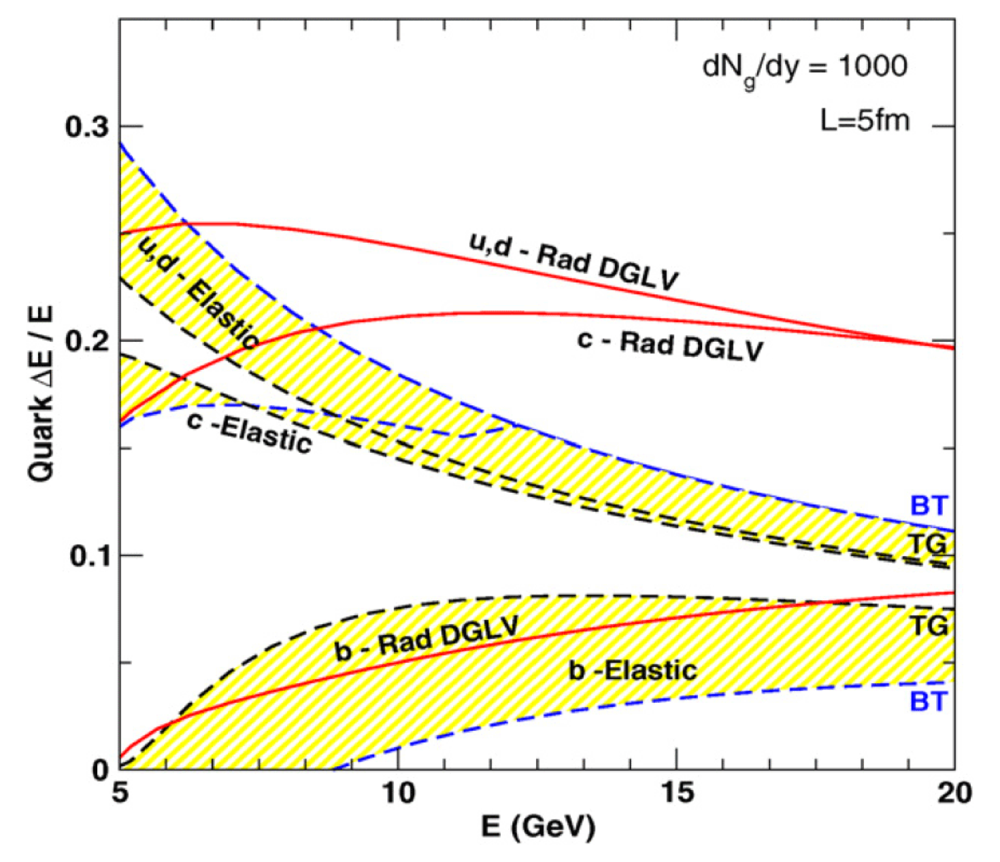 dNg/dy = 1000
L=5fm
0.3
0.2
0.1
0
Quark ΔE / E
u,d - Rad DGLV
u,d - Elastic
c - Rad DGLV
c -Elastic
BT
TG
b - Rad DGLV
TG
b -Elastic
BT
5 10 15 20
E (GeV)